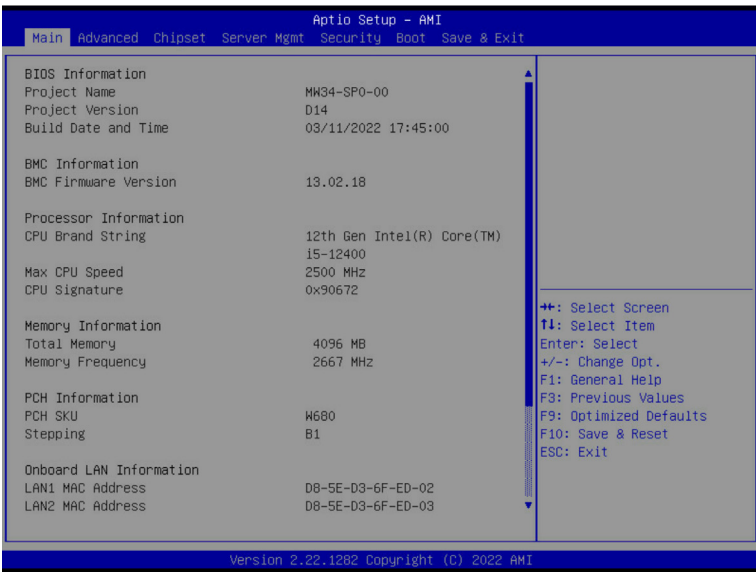 Aptio Setup – AMI
Main Advanced Chipset Server Mgmt Security Boot Save & Exit
BIOS Information
Project Name MW34-SP0-00
Project Version D14
Build Date and Time 03/11/2022 17:45:00
BMC Information
BMC Firmware Version 13.02.18
Processor Information
CPU Brand String 12th Gen Intel(R) Core(TM)
i5-12400
Max CPU Speed 2500 MHz
CPU Signature 0x90672
Memory Information
Total Memory 4096 MB
Memory Frequency 2667 MHz
PCH Information
PCH SKU W680
Stepping B1
Onboard LAN Information
LAN1 MAC Address D8-5E-D3-6F-ED-02
LAN2 MAC Address D8-5E-D3-6F-ED-03
→←: Select Screen
↑↓: Select Item
Enter: Select
+/-: Change Opt.
F1: General Help
F3: Previous Values
F9: Optimized Defaults
F10: Save & Reset
ESC: Exit
Version 2.22.1282 Copyright (C) 2022 AMI